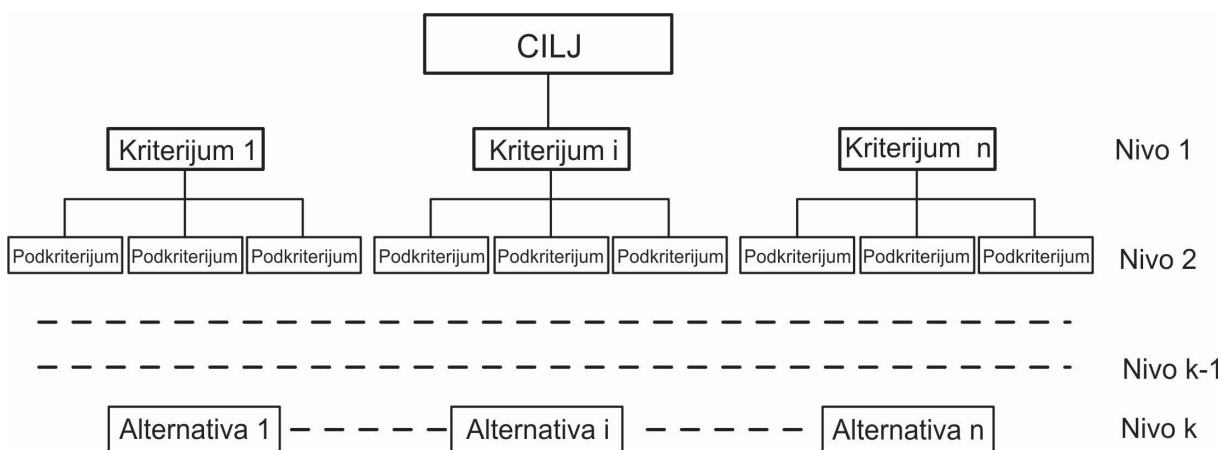 CILJ
Kriterijum 1 Kriterijum i Kriterijum n Nivo 1
Podkriterijum Podkriterijum Podkriterijum Podkriterijum Podkriterijum Podkriterijum Podkriterijum Podkriterijum Podkriterijum Nivo 2
Nivo k-1
Alternativa 1 Alternativa i Alternativa n Nivo k